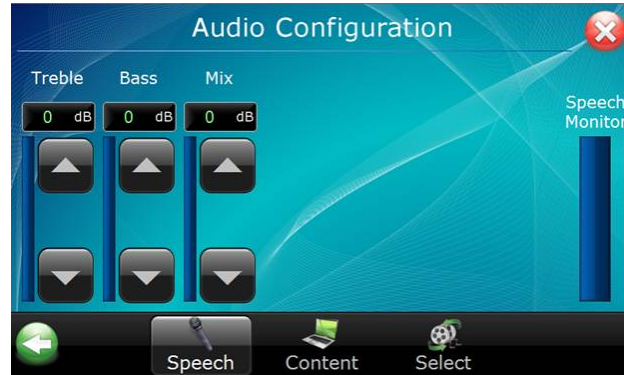 Audio Configuration
Treble Bass Mix
0 dB 0 dB 0 dB
Speech
Monitor
Speech Content Select